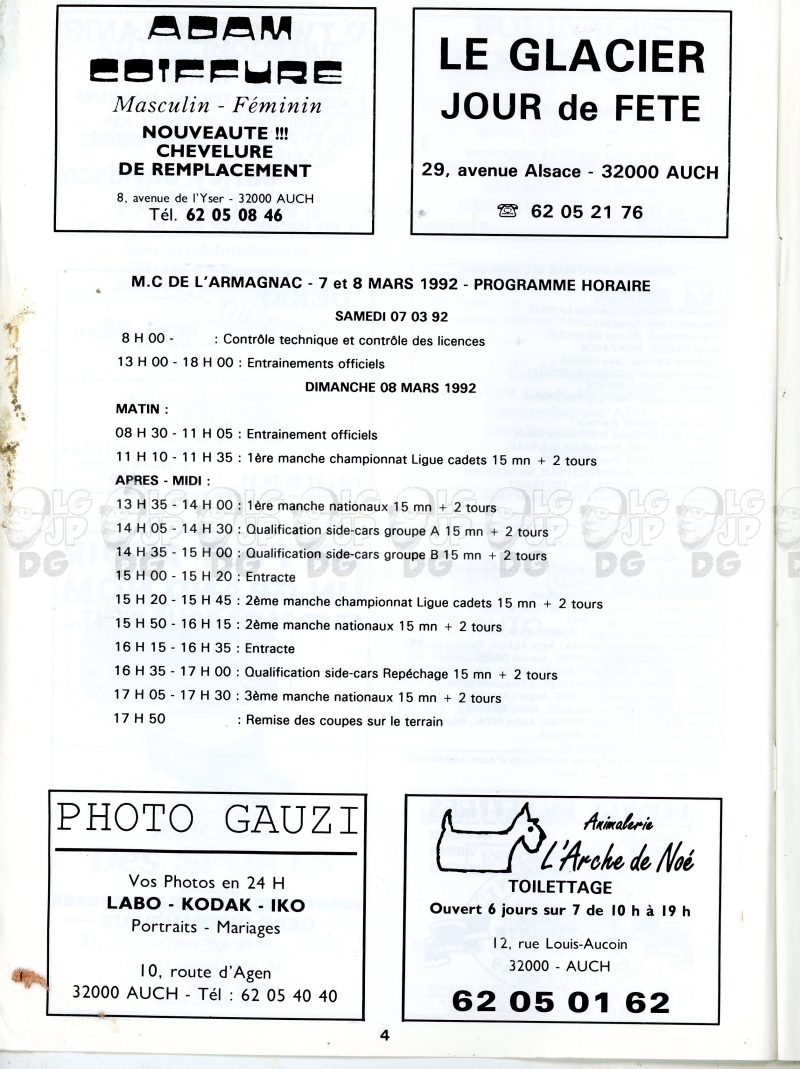 ADAM
COIFFURE
Masculin - Féminin
NOUVEAUTE !!!
CHEVELURE
DE REMPLACEMENT
8, avenue de l'Yser - 32000 AUCH
Tél. 62 05 08 46
LE GLACIER
JOUR de FETE
29, avenue Alsace - 32000 AUCH
☎ 62 05 21 76
M.C DE L'ARMAGNAC - 7 et 8 MARS 1992 - PROGRAMME HORAIRE
SAMEDI 07 03 92
8 H 00 - : Contrôle technique et contrôle des licences
13 H 00 - 18 H 00 : Entrainements officiels
DIMANCHE 08 MARS 1992
MATIN :
08 H 30 - 11 H 05 : Entrainement officiels
11 H 10 - 11 H 35 : 1ère manche championnat Ligue cadets 15 mn + 2 tours
APRES - MIDI :
13 H 35 - 14 H 00 : 1ère manche nationaux 15 mn + 2 tours
14 H 05 - 14 H 30 : Qualification side-cars groupe A 15 mn + 2 tours
14 H 35 - 15 H 00 : Qualification side-cars groupe B 15 mn + 2 tours
15 H 00 - 15 H 20 : Entracte
15 H 20 - 15 H 45 : 2ème manche championnat Ligue cadets 15 mn + 2 tours
15 H 50 - 16 H 15 : 2ème manche nationaux 15 mn + 2 tours
16 H 15 - 16 H 35 : Entracte
16 H 35 - 17 H 00 : Qualification side-cars Repéchage 15 mn + 2 tours
17 H 05 - 17 H 30 : 3ème manche nationaux 15 mn + 2 tours
17 H 50 : Remise des coupes sur le terrain
LG JP DG
PHOTO GAUZI
Vos Photos en 24 H
LABO - KODAK - IKO
Portraits - Mariages
10, route d'Agen
32000 AUCH - Tél : 62 05 40 40
Animalerie
L'Arche de Noé
TOILETTAGE
Ouvert 6 jours sur 7 de 10 h à 19 h
12, rue Louis-Aucoin
32000 - AUCH
62 05 01 62
4